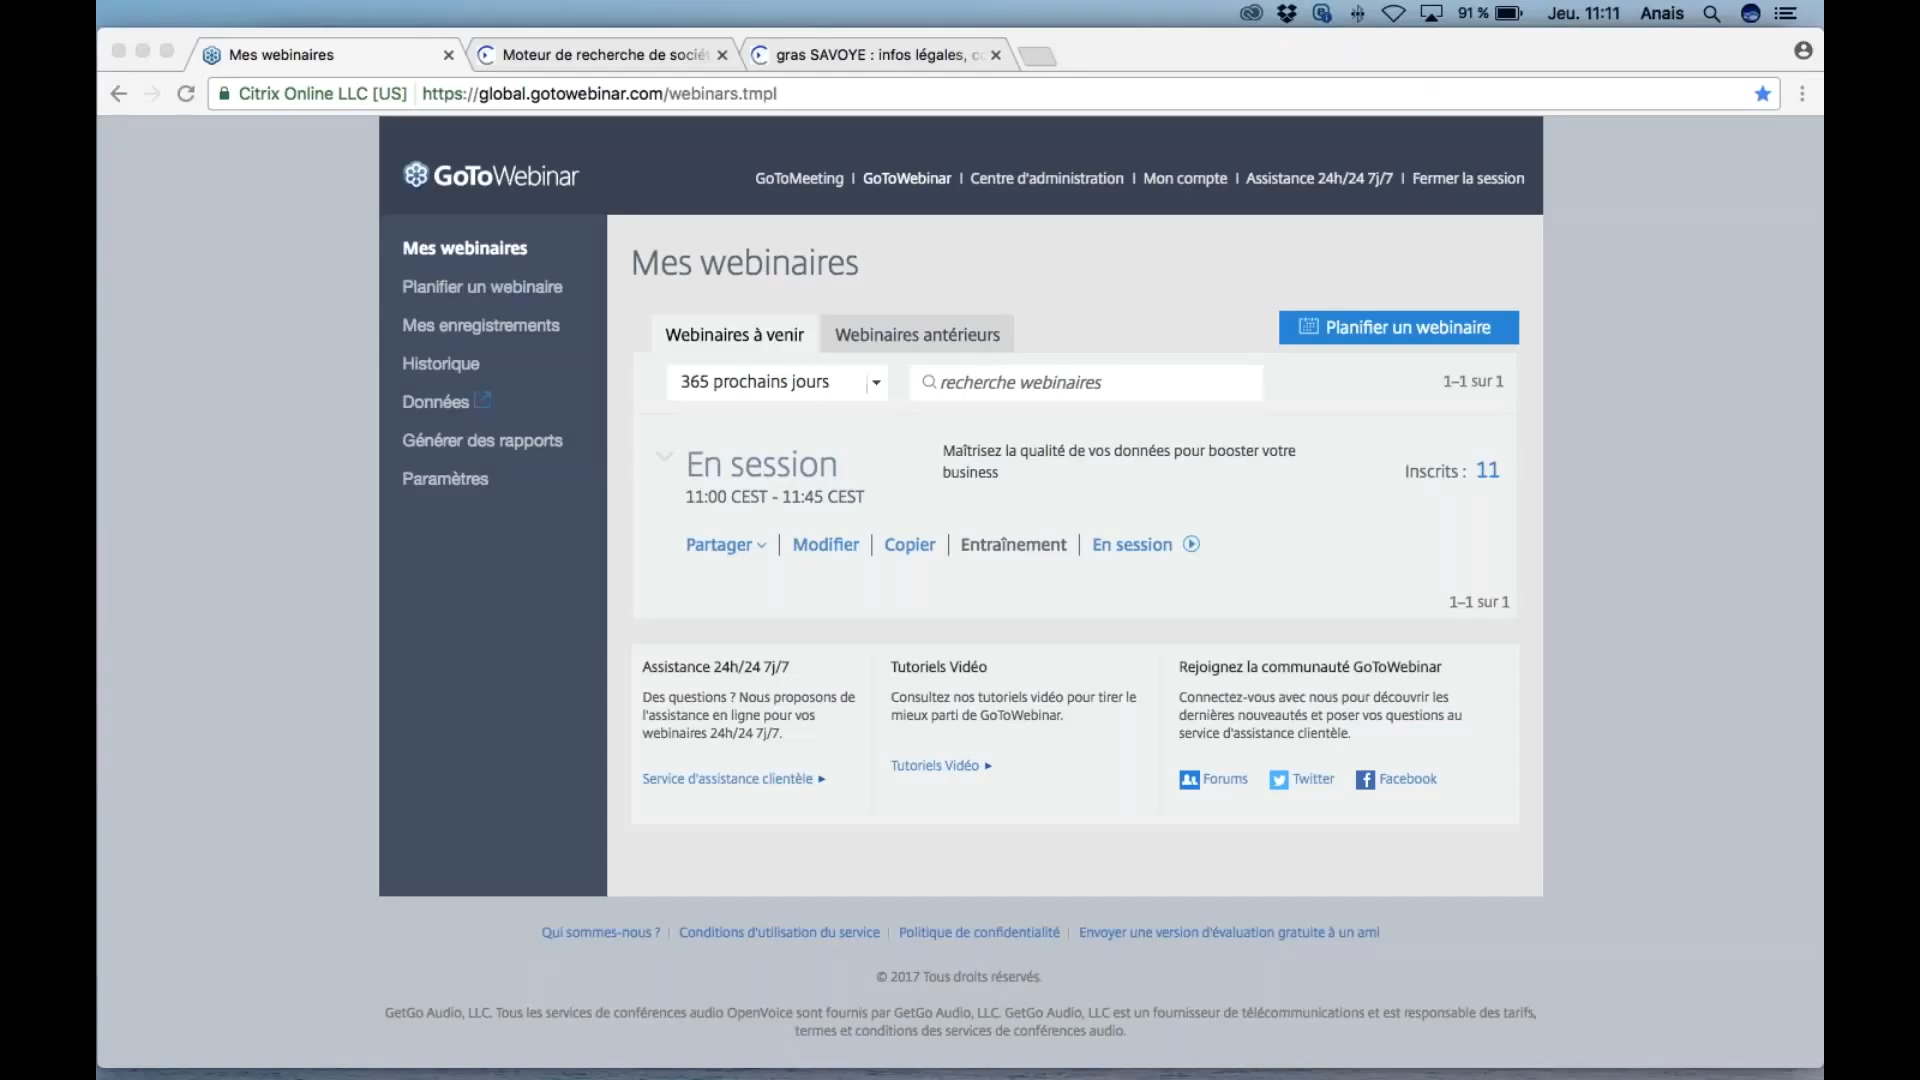 91 % Jeu. 11:11 Anais
Mes webinaires
Moteur de recherche de sociét
gras SAVOYE : infos légales, co
Citrix Online LLC [US] https://global.gotowebinar.com/webinars.tmpl
GoToWebinar
GoToMeeting | GoToWebinar | Centre d'administration | Mon compte | Assistance 24h/24 7j/7 | Fermer la session
Mes webinaires
Planifier un webinaire
Mes enregistrements
Historique
Données
Générer des rapports
Paramètres
Mes webinaires
Webinaires à venir
Webinaires antérieurs
Planifier un webinaire
365 prochains jours
recherche webinaires
1–1 sur 1
En session
11:00 CEST - 11:45 CEST
Maîtrisez la qualité de vos données pour booster votre
business
Inscrits : 11
Partager | Modifier | Copier | Entraînement | En session
1–1 sur 1
Assistance 24h/24 7j/7
Des questions ? Nous proposons de
l'assistance en ligne pour vos
webinaires 24h/24 7j/7.
Service d'assistance clientèle
Tutoriels Vidéo
Consultez nos tutoriels vidéo pour tirer le
mieux parti de GoToWebinar.
Tutoriels Vidéo
Rejoignez la communauté GoToWebinar
Connectez-vous avec nous pour découvrir les
dernières nouveautés et poser vos questions au
service d'assistance clientèle.
Forums Twitter Facebook
Qui sommes-nous ? | Conditions d'utilisation du service | Politique de confidentialité | Envoyer une version d'évaluation gratuite à un ami
© 2017 Tous droits réservés.
GetGo Audio, LLC. Tous les services de conférences audio OpenVoice sont fournis par GetGo Audio, LLC. GetGo Audio, LLC est un fournisseur de télécommunications et est responsable des tarifs,
termes et conditions des services de conférences audio.